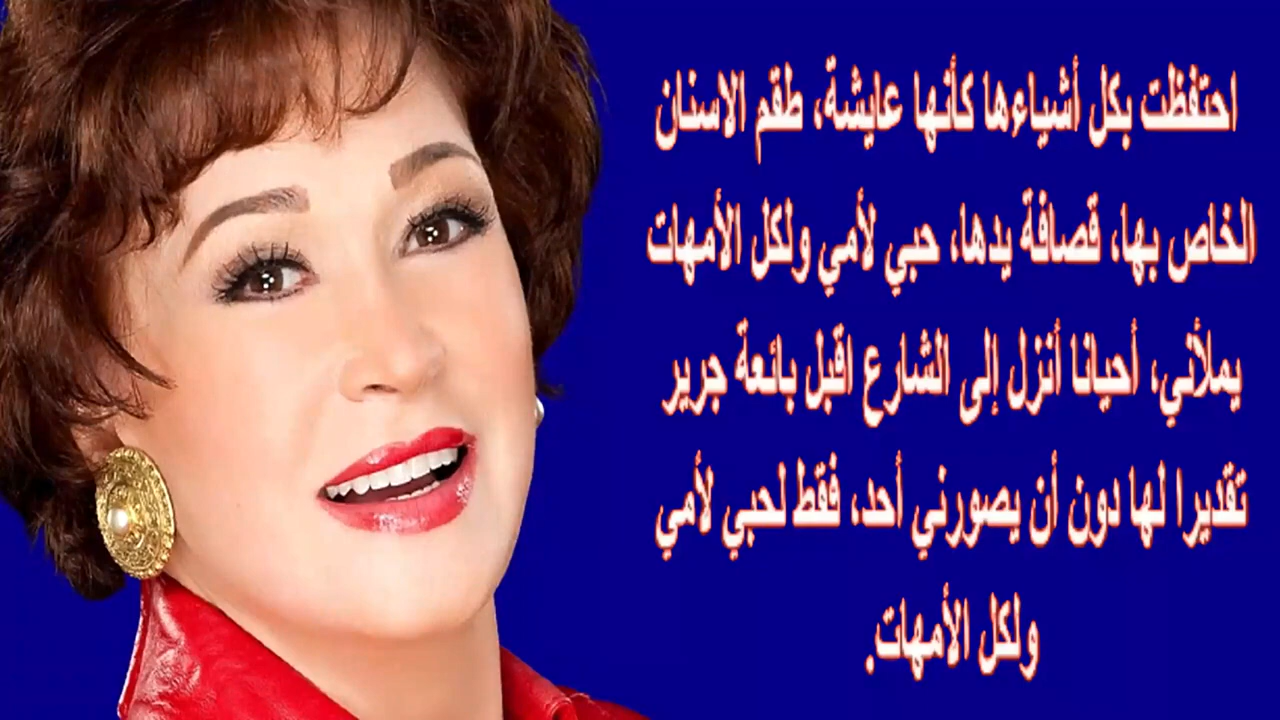 احتفظت بكل أشياءها كأنها عايشة، طقم الاسنان
الخاص بها، قصافة يدها، حبي لأمي ولكل الأمهات
يملأني، أحيانا أنزل إلى الشارع اقبل بائعة جرير
تقديرا لها دون أن يصورني أحد، فقط لحبي لأمي
ولكل الأمهات.